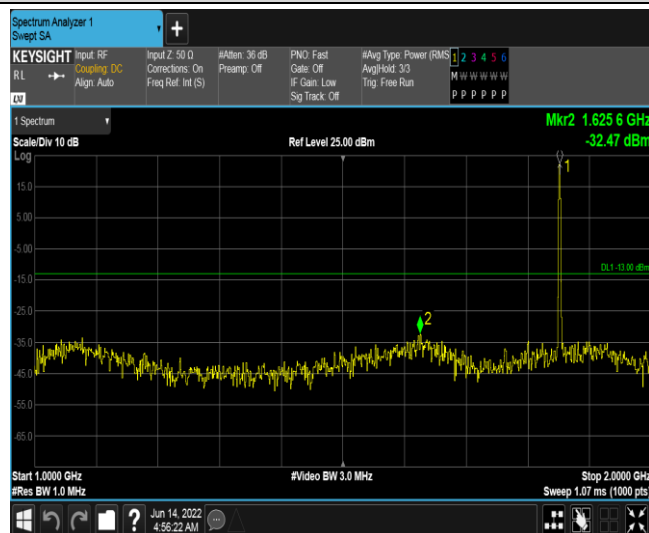 Spectrum Analyzer 1
Swept SA
+
KEYSIGHT
RL
Input: RF
Coupling: DC
Align: Auto
Input Z: 50 Ω
Corrections: On
Freq Ref: Int (S)
#Atten: 36 dB
Preamp: Off
PNO: Fast
Gate: Off
IF Gain: Low
Sig Track: Off
#Avg Type: Power (RMS
Avg|Hold: 3/3
Trig: Free Run
1 2 3 4 5 6
M W W W W W
P P P P P P
LXI
1 Spectrum
Scale/Div 10 dB
Ref Level 25.00 dBm
Mkr2 1.625 6 GHz
-32.47 dBm
Log
1
15.0
5.00
-5.00
DL1 -13.00 dBm
-15.0
-25.0
2
-35.0
-45.0
-55.0
-65.0
Start 1.0000 GHz
#Video BW 3.0 MHz
Stop 2.0000 GHz
#Res BW 1.0 MHz
Sweep 1.07 ms (1000 pts)
?
Jun 14, 2022
4:56:22 AM